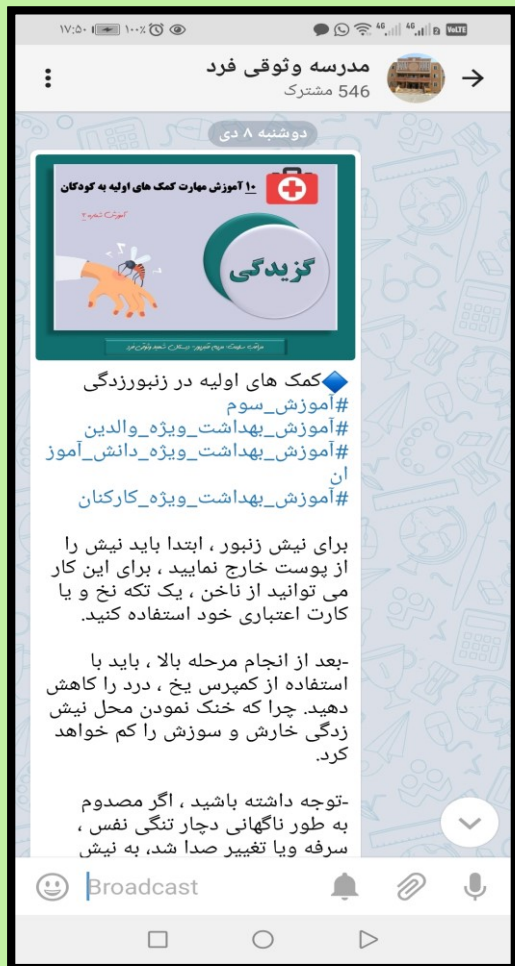 ۱۷:۵۰ ۱۰۰٪ 4G 4G VoLTE
مدرسه وثوقی فرد
546 مشترک
دوشنبه ۸ دی
۱۰ آموزش مهارت کمک های اولیه به کودکان
آموزش شماره ۳
گزیدگی
🔷کمک های اولیه در زنبورزدگی
#آموزش_سوم
#آموزش_بهداشت_ویژه_والدین
#آموزش_بهداشت_ویژه_دانش_آموز
ان
#آموزش_بهداشت_ویژه_کارکنان
برای نیش زنبور ، ابتدا باید نیش را
از پوست خارج نمایید ، برای این کار
می توانید از ناخن ، یک تکه نخ و یا
کارت اعتباری خود استفاده کنید.
-بعد از انجام مرحله بالا ، باید با
استفاده از کمپرس یخ ، درد را کاهش
دهید. چرا که خنک نمودن محل نیش
زدگی خارش و سوزش را کم خواهد
کرد.
-توجه داشته باشید ، اگر مصدوم
به طور ناگهانی دچار تنگی نفس ،
سرفه ویا تغییر صدا شد، به نیش
Broadcast